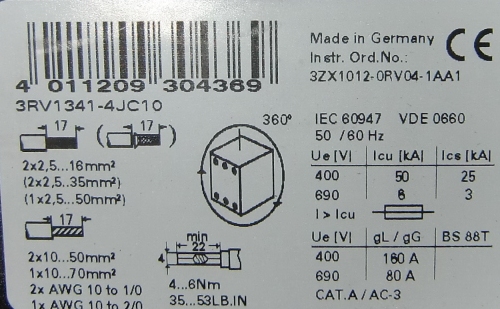 Made in Germany
Instr. Ord.No.:
3ZX1012-0RV04-1AA1
CE
4 011209 304369
3RV1341-4JC10
17 ( 17 )
2x2,5...16mm²
(2x2,5...35mm²)
(1x2,5...50mm²)
17
2x10...50mm²
1x10...70mm²
2x AWG 10 to 1/0
1x AWG 10 to 2/0
360°
min
22
4
4...6Nm
35...53LB.IN
IEC 60947 VDE 0660
50 / 60 Hz
Ue [V] Icu [kA] Ics [kA]
400 50 25
690 6 3
I > Icu
Ue [V] gL / gG BS 88T
400 160 A
690 80 A
CAT.A / AC-3